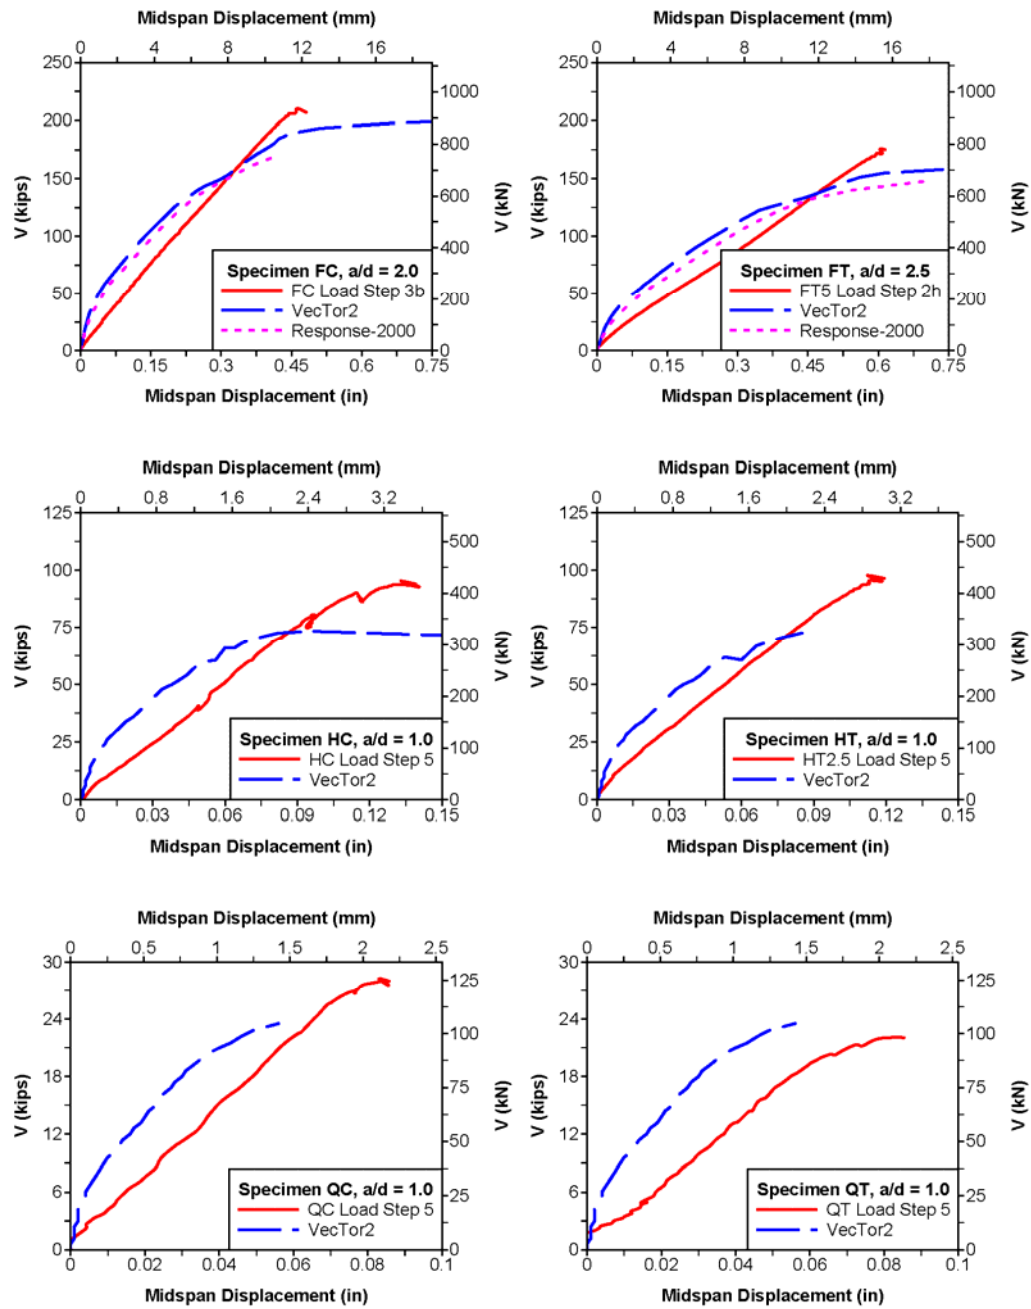 Midspan Displacement (mm)
0 4 8 12 16
250
200
150
100
50
0
V (kips)
1000
800
600
400
200
0
V (kN)
Specimen FC, a/d = 2.0
FC Load Step 3b
VecTor2
Response-2000
0 0.15 0.3 0.45 0.6 0.75
Midspan Displacement (in)
Midspan Displacement (mm)
0 4 8 12 16
250
200
150
100
50
0
V (kips)
1000
800
600
400
200
0
V (kN)
Specimen FT, a/d = 2.5
FT5 Load Step 2h
VecTor2
Response-2000
0 0.15 0.3 0.45 0.6 0.75
Midspan Displacement (in)
Midspan Displacement (mm)
0 0.8 1.6 2.4 3.2
125
100
75
50
25
0
V (kips)
500
400
300
200
100
0
V (kN)
Specimen HC, a/d = 1.0
HC Load Step 5
VecTor2
0 0.03 0.06 0.09 0.12 0.15
Midspan Displacement (in)
Midspan Displacement (mm)
0 0.8 1.6 2.4 3.2
125
100
75
50
25
0
V (kips)
500
400
300
200
100
0
V (kN)
Specimen HT, a/d = 1.0
HT2.5 Load Step 5
VecTor2
0 0.03 0.06 0.09 0.12 0.15
Midspan Displacement (in)
Midspan Displacement (mm)
0 0.5 1 1.5 2 2.5
30
24
18
12
6
0
V (kips)
125
100
75
50
25
0
V (kN)
Specimen QC, a/d = 1.0
QC Load Step 5
VecTor2
0 0.02 0.04 0.06 0.08 0.1
Midspan Displacement (in)
Midspan Displacement (mm)
0 0.5 1 1.5 2 2.5
30
24
18
12
6
0
V (kips)
125
100
75
50
25
0
V (kN)
Specimen QT, a/d = 1.0
QT Load Step 5
VecTor2
0 0.02 0.04 0.06 0.08 0.1
Midspan Displacement (in)